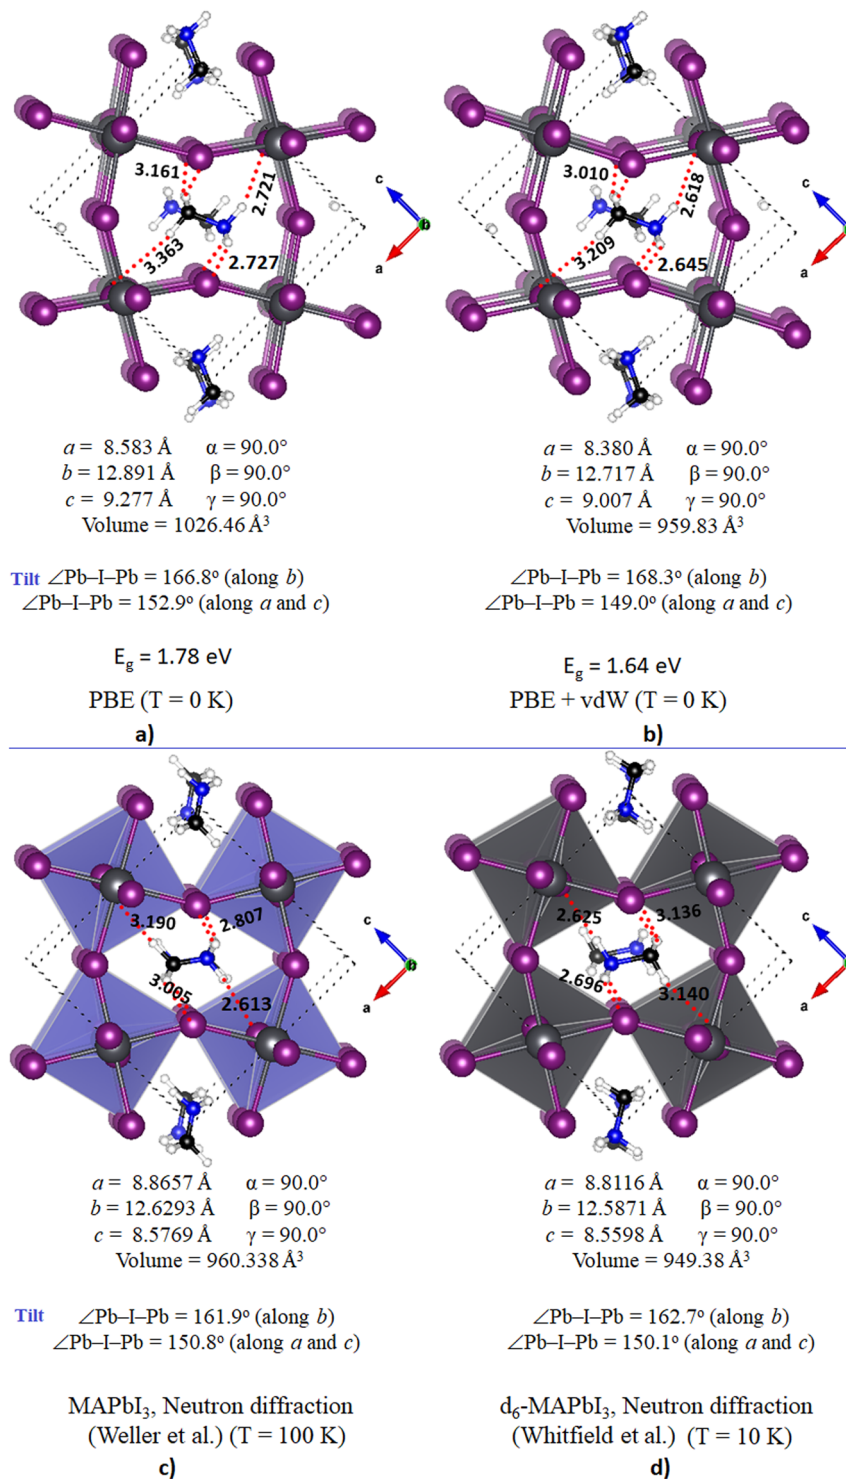 3.161
2.721
3.363
2.727
c
b
a
3.010
2.618
3.209
2.645
c
a
a = 8.583 Å α = 90.0°
b = 12.891 Å β = 90.0°
c = 9.277 Å γ = 90.0°
Volume = 1026.46 Å³
a = 8.380 Å α = 90.0°
b = 12.717 Å β = 90.0°
c = 9.007 Å γ = 90.0°
Volume = 959.83 Å³
Tilt ∠Pb–I–Pb = 166.8° (along b)
∠Pb–I–Pb = 152.9° (along a and c)
∠Pb–I–Pb = 168.3° (along b)
∠Pb–I–Pb = 149.0° (along a and c)
E_g = 1.78 eV
PBE (T = 0 K)
a)
E_g = 1.64 eV
PBE + vdW (T = 0 K)
b)
3.190
2.807
3.005
2.613
c
b
a
2.625
3.136
2.696
3.140
c
a
a = 8.8657 Å α = 90.0°
b = 12.6293 Å β = 90.0°
c = 8.5769 Å γ = 90.0°
Volume = 960.338 Å³
a = 8.8116 Å α = 90.0°
b = 12.5871 Å β = 90.0°
c = 8.5598 Å γ = 90.0°
Volume = 949.38 Å³
Tilt ∠Pb–I–Pb = 161.9° (along b)
∠Pb–I–Pb = 150.8° (along a and c)
∠Pb–I–Pb = 162.7° (along b)
∠Pb–I–Pb = 150.1° (along a and c)
MAPbI₃, Neutron diffraction
(Weller et al.) (T = 100 K)
c)
d₆-MAPbI₃, Neutron diffraction
(Whitfield et al.) (T = 10 K)
d)